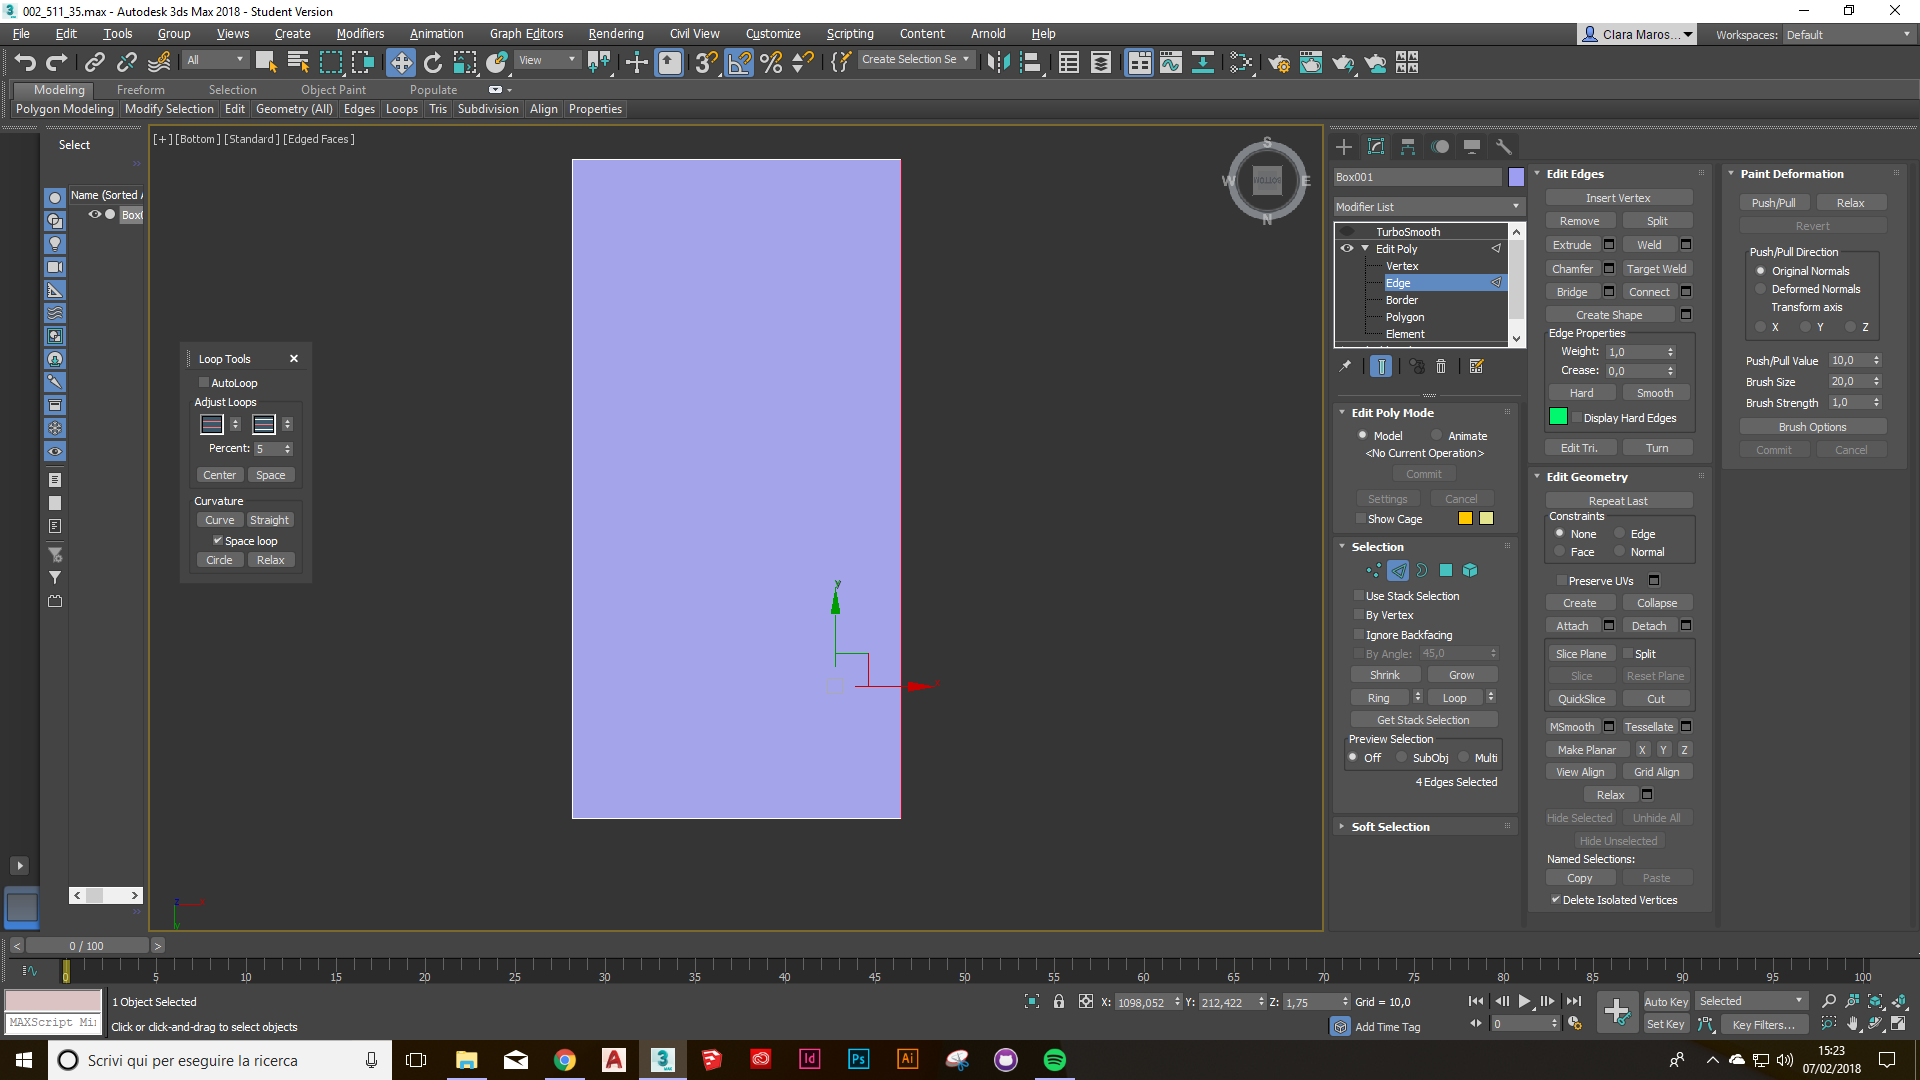 002_511_35.max - Autodesk 3ds Max 2018 - Student Version
File Edit Tools Group Views Create Modifiers Animation Graph Editors Rendering Civil View Customize Scripting Content Arnold Help
Clara Maros... Workspaces: Default
All View Create Selection Se
Modeling Freeform Selection Object Paint Populate
Polygon Modeling Modify Selection Edit Geometry (All) Edges Loops Tris Subdivision Align Properties
Select
Name (Sorted A
Box0
[+] [Bottom] [Standard] [Edged Faces]
S
W E
N
BOTTOM
Loop Tools
AutoLoop
Adjust Loops
Percent: 5
Center Space
Curvature
Curve Straight
Space loop
Circle Relax
y
x
Box001
Modifier List
TurboSmooth
Edit Poly
Vertex
Edge
Border
Polygon
Element
Edit Poly Mode
Model Animate
<No Current Operation>
Commit
Settings Cancel
Show Cage
Selection
Use Stack Selection
By Vertex
Ignore Backfacing
By Angle: 45,0
Shrink Grow
Ring Loop
Get Stack Selection
Preview Selection
Off SubObj Multi
4 Edges Selected
Soft Selection
Edit Edges
Insert Vertex
Remove Split
Extrude Weld
Chamfer Target Weld
Bridge Connect
Create Shape
Edge Properties
Weight: 1,0
Crease: 0,0
Hard Smooth
Display Hard Edges
Edit Tri. Turn
Edit Geometry
Repeat Last
Constraints
None Edge
Face Normal
Preserve UVs
Create Collapse
Attach Detach
Slice Plane Split
Slice Reset Plane
QuickSlice Cut
MSmooth Tessellate
Make Planar X Y Z
View Align Grid Align
Relax
Hide Selected Unhide All
Hide Unselected
Named Selections:
Copy Paste
Delete Isolated Vertices
Paint Deformation
Push/Pull Relax
Revert
Push/Pull Direction
Original Normals
Deformed Normals
Transform axis
X Y Z
Push/Pull Value 10,0
Brush Size 20,0
Brush Strength 1,0
Brush Options
Commit Cancel
< 0 / 100 >
0 5 10 15 20 25 30 35 40 45 50 55 60 65 70 75 80 85 90 95 100
1 Object Selected
X: 1098,052 Y: 212,422 Z: 1,75 Grid = 10,0
Auto Key Selected
MAXScript Mi
Click or click-and-drag to select objects
Add Time Tag
0
Set Key Key Filters...
Scrivi qui per eseguire la ricerca
15:23
07/02/2018